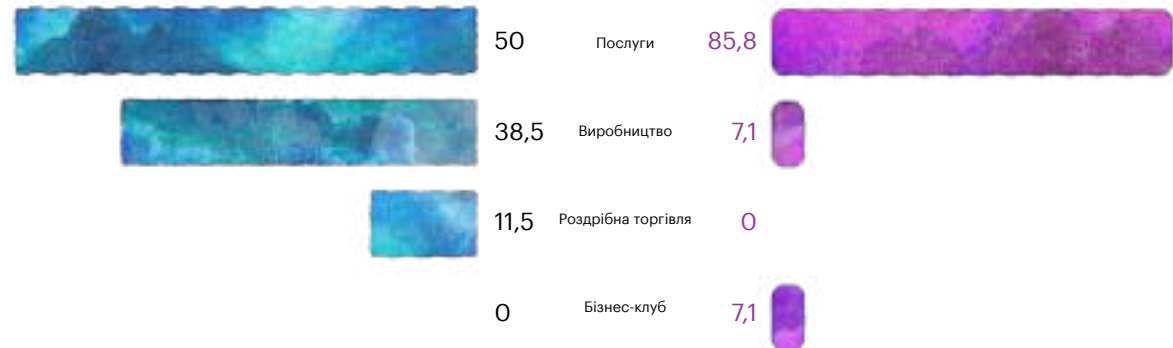 50 Послуги 85,8
38,5 Виробництво 7,1
11,5 Роздрібна торгівля 0
0 Бізнес-клуб 7,1